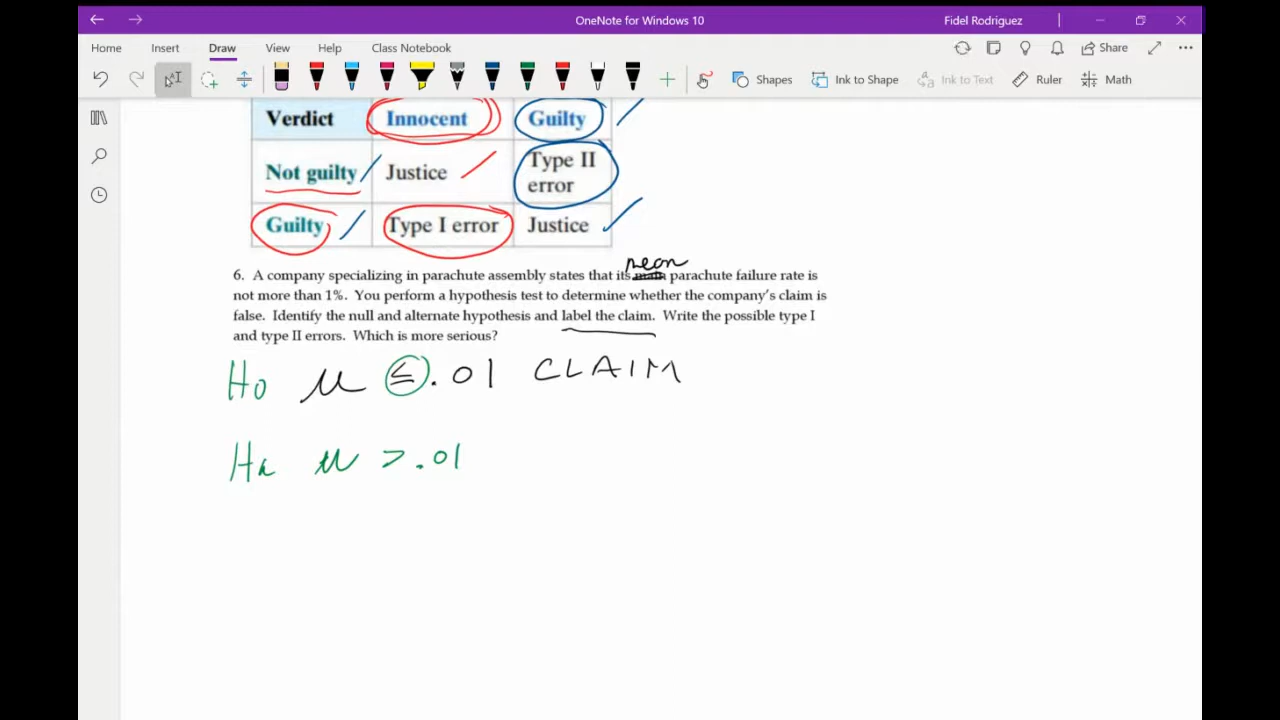 OneNote for Windows 10
Fidel Rodriguez
Home Insert Draw View Help Class Notebook Share
Shapes Ink to Shape Ink to Text Ruler Math
Verdict Innocent Guilty
Not guilty Justice Type II error
Guilty Type I error Justice
mean
6. A company specializing in parachute assembly states that its main parachute failure rate is
not more than 1%. You perform a hypothesis test to determine whether the company's claim is
false. Identify the null and alternate hypothesis and label the claim. Write the possible type I
and type II errors. Which is more serious?
Ho μ ≤ .01 CLAIM
Ha μ > .01